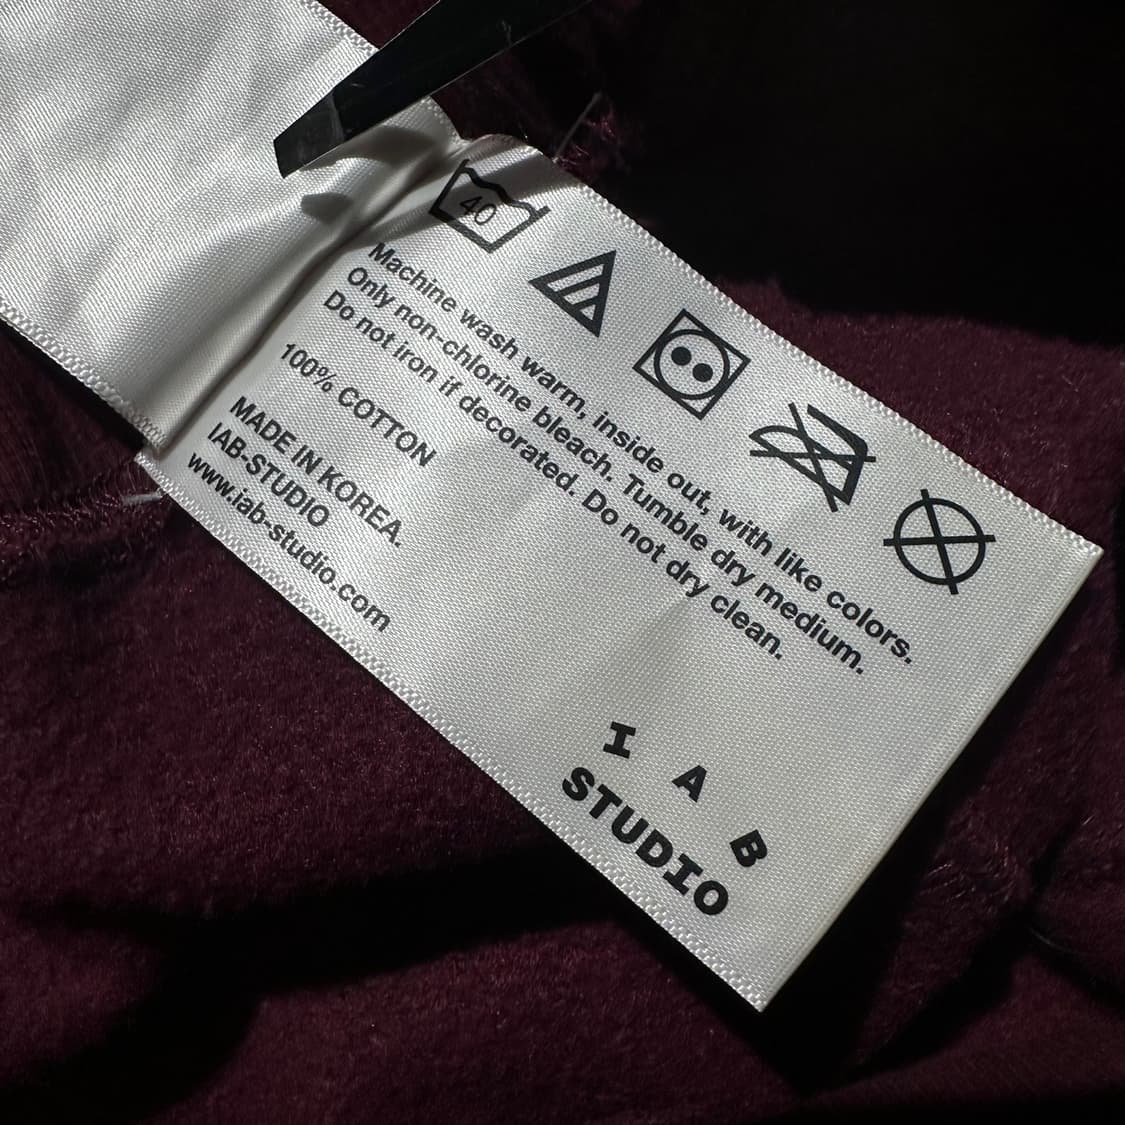 40
Machine wash warm, inside out, with like colors.
Only non-chlorine bleach. Tumble dry medium.
Do not iron if decorated. Do not dry clean.
100% COTTON
MADE IN KOREA.
IAB-STUDIO
www.iab-studio.com
I A B
STUDIO